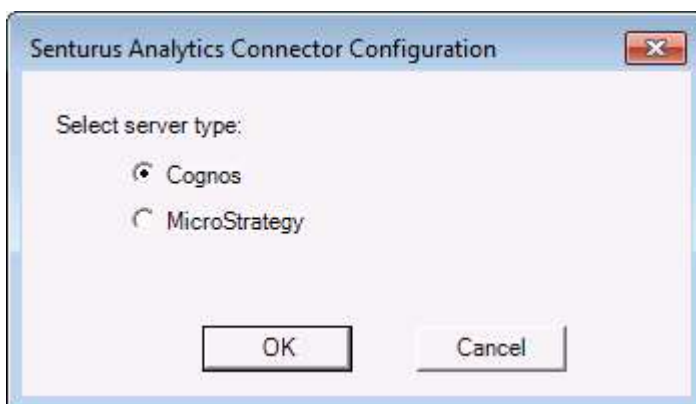 Senturus Analytics Connector Configuration
Select server type:
Cognos
MicroStrategy
OK Cancel